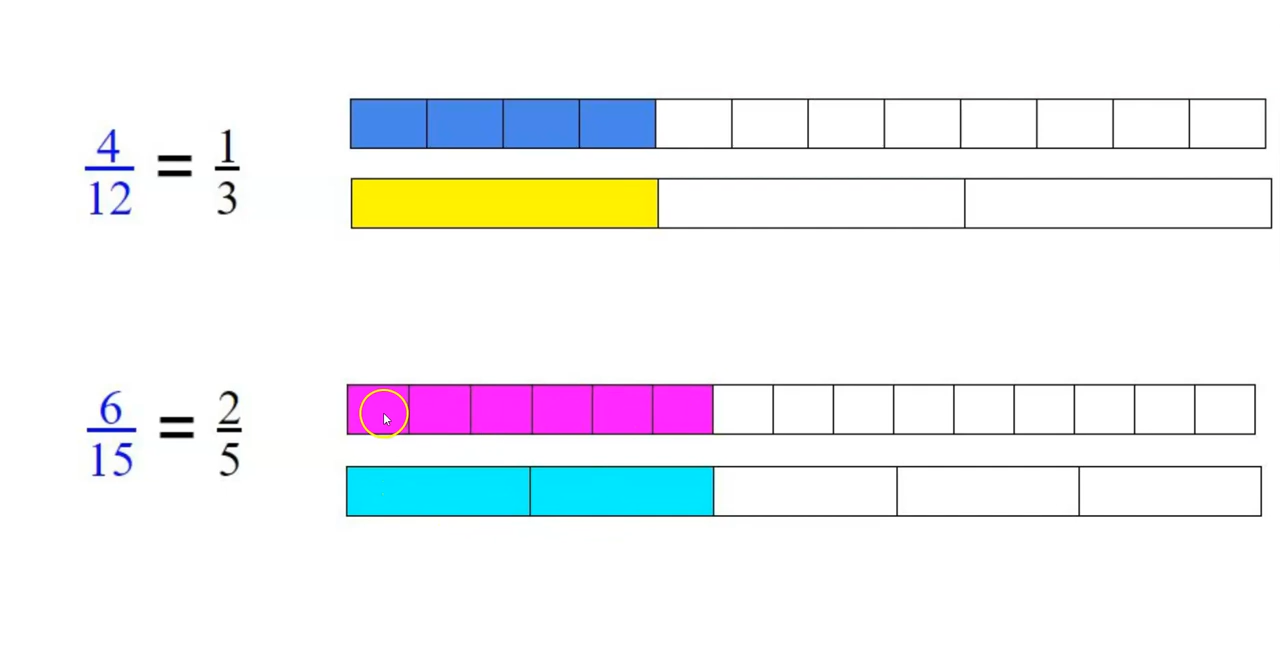 4/12 = 1/3
6/15 = 2/5